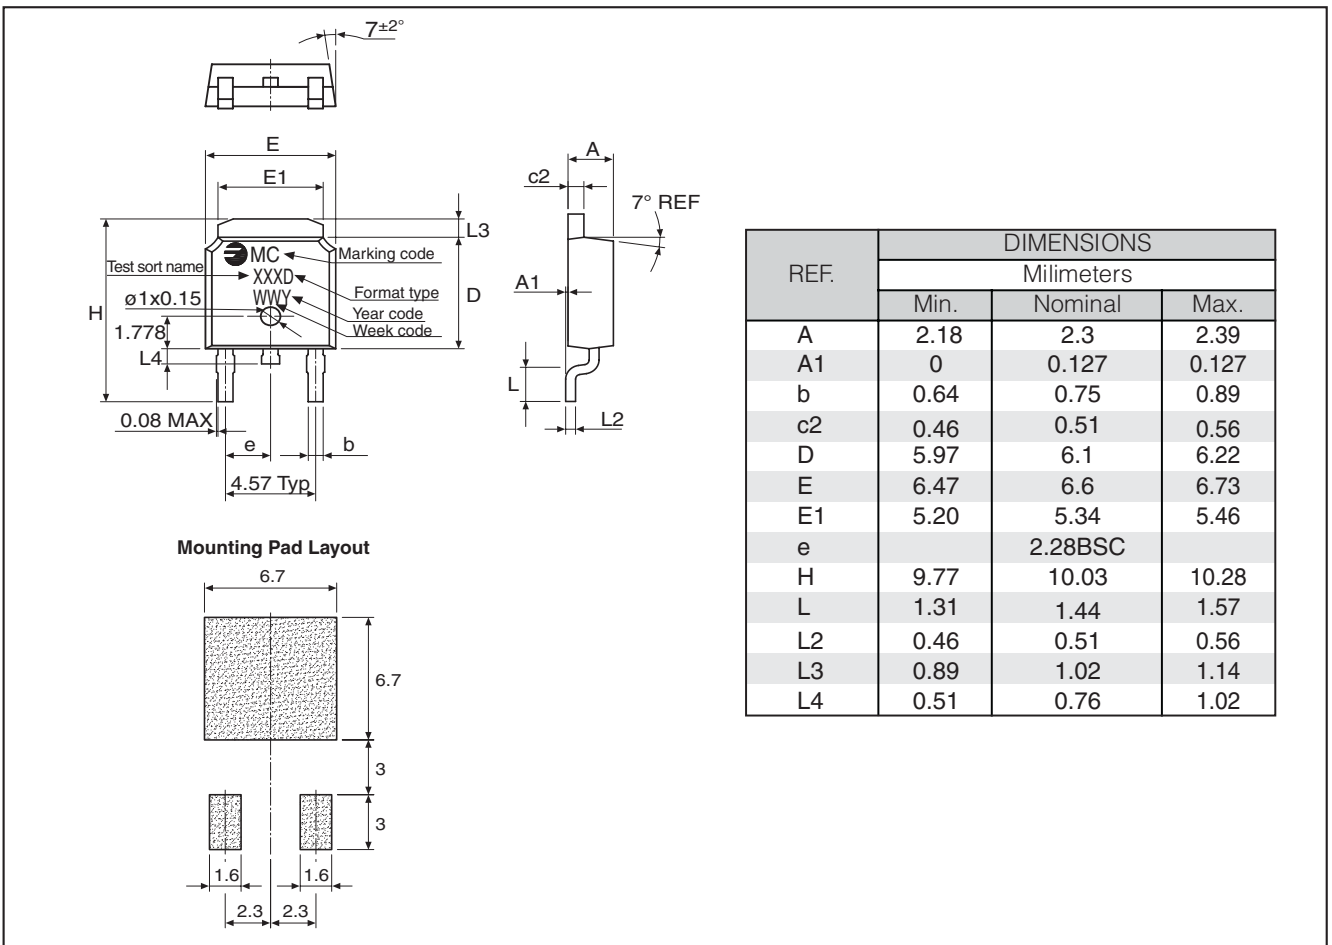 7±2°
E
E1
L3
MC
Marking code
Test sort name
XXXD
Format type
H
D
ø1x0.15
WWY
Year code
Week code
1.778
L4
0.08 MAX
e
b
4.57 Typ
A
c2
7° REF
A1
L
L2
Mounting Pad Layout
6.7
6.7
3
3
1.6
1.6
2.3
2.3
REF.
DIMENSIONS
Milimeters
Min. Nominal Max.
A 2.18 2.3 2.39
A1 0 0.127 0.127
b 0.64 0.75 0.89
c2 0.46 0.51 0.56
D 5.97 6.1 6.22
E 6.47 6.6 6.73
E1 5.20 5.34 5.46
e 2.28BSC
H 9.77 10.03 10.28
L 1.31 1.44 1.57
L2 0.46 0.51 0.56
L3 0.89 1.02 1.14
L4 0.51 0.76 1.02